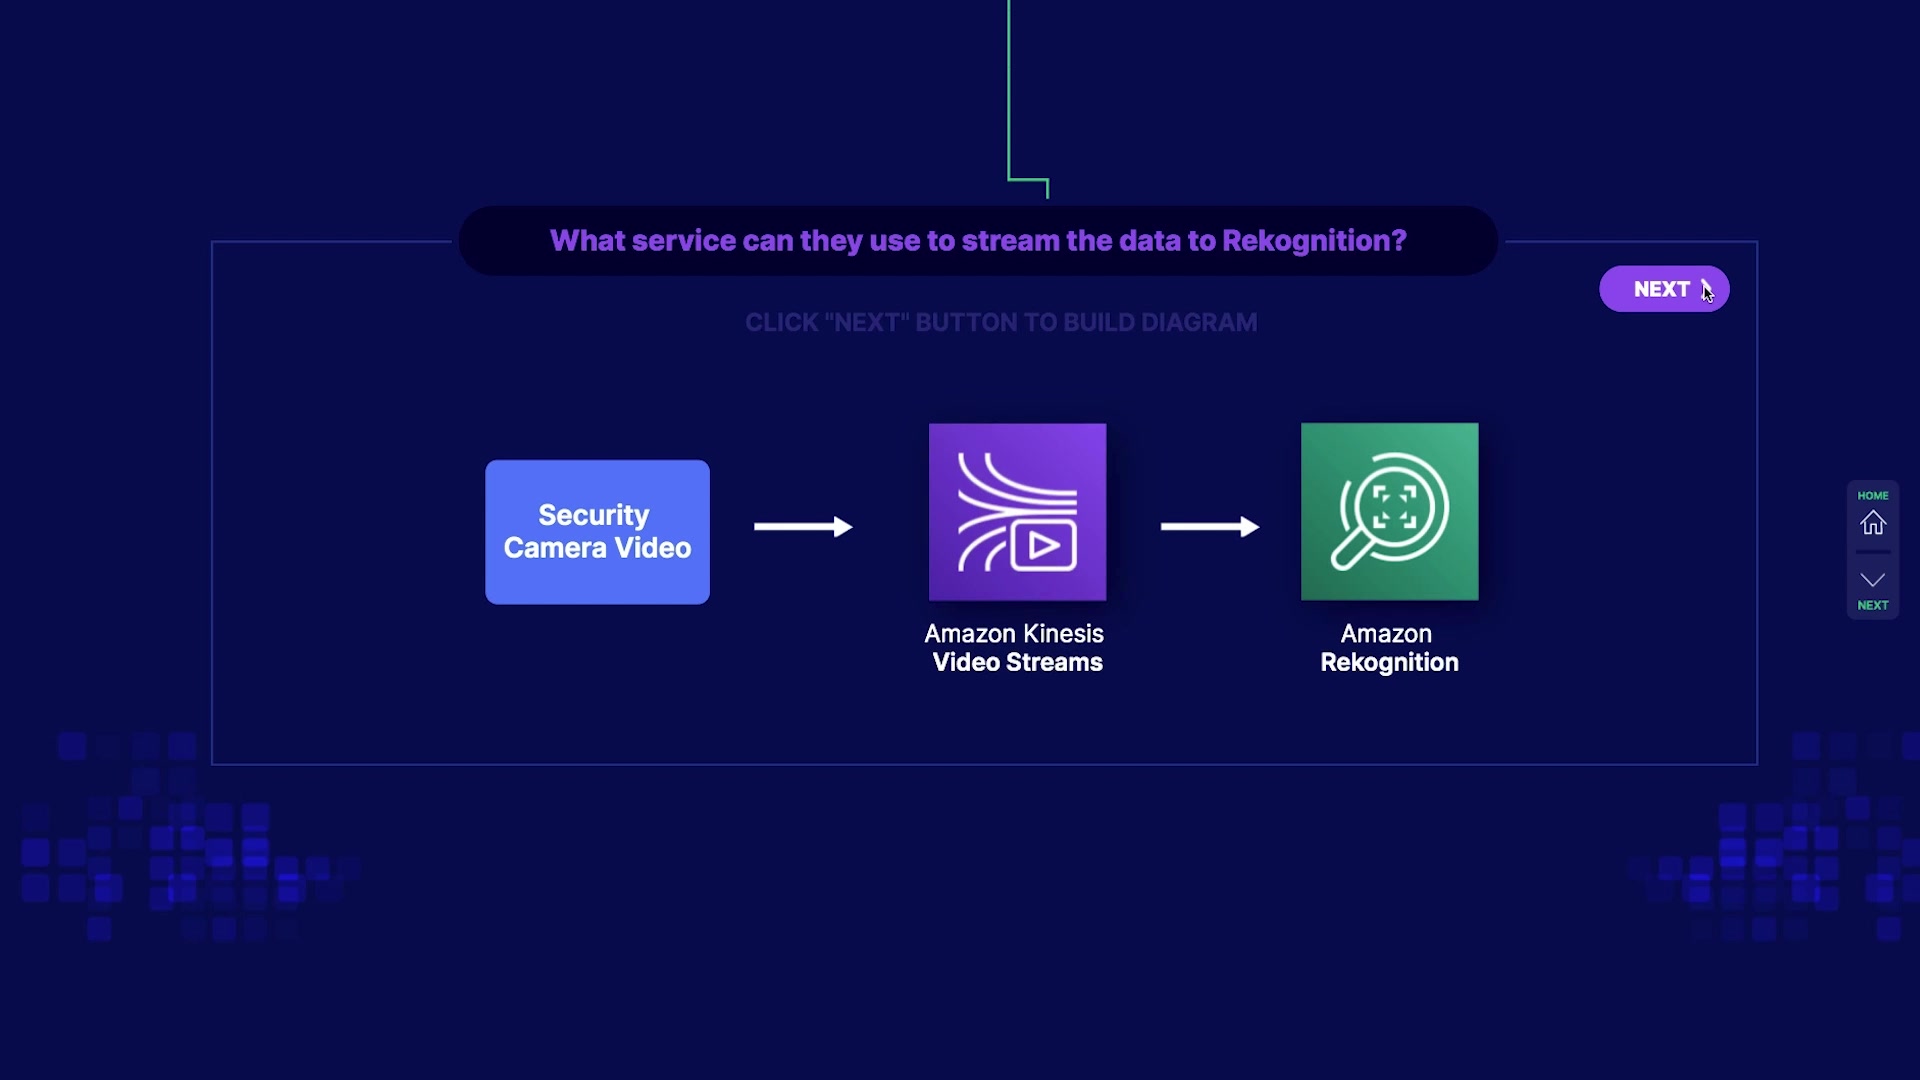 What service can they use to stream the data to Rekognition?
NEXT
CLICK "NEXT" BUTTON TO BUILD DIAGRAM
Security
Camera Video
Amazon Kinesis
Video Streams
Amazon
Rekognition
HOME
NEXT